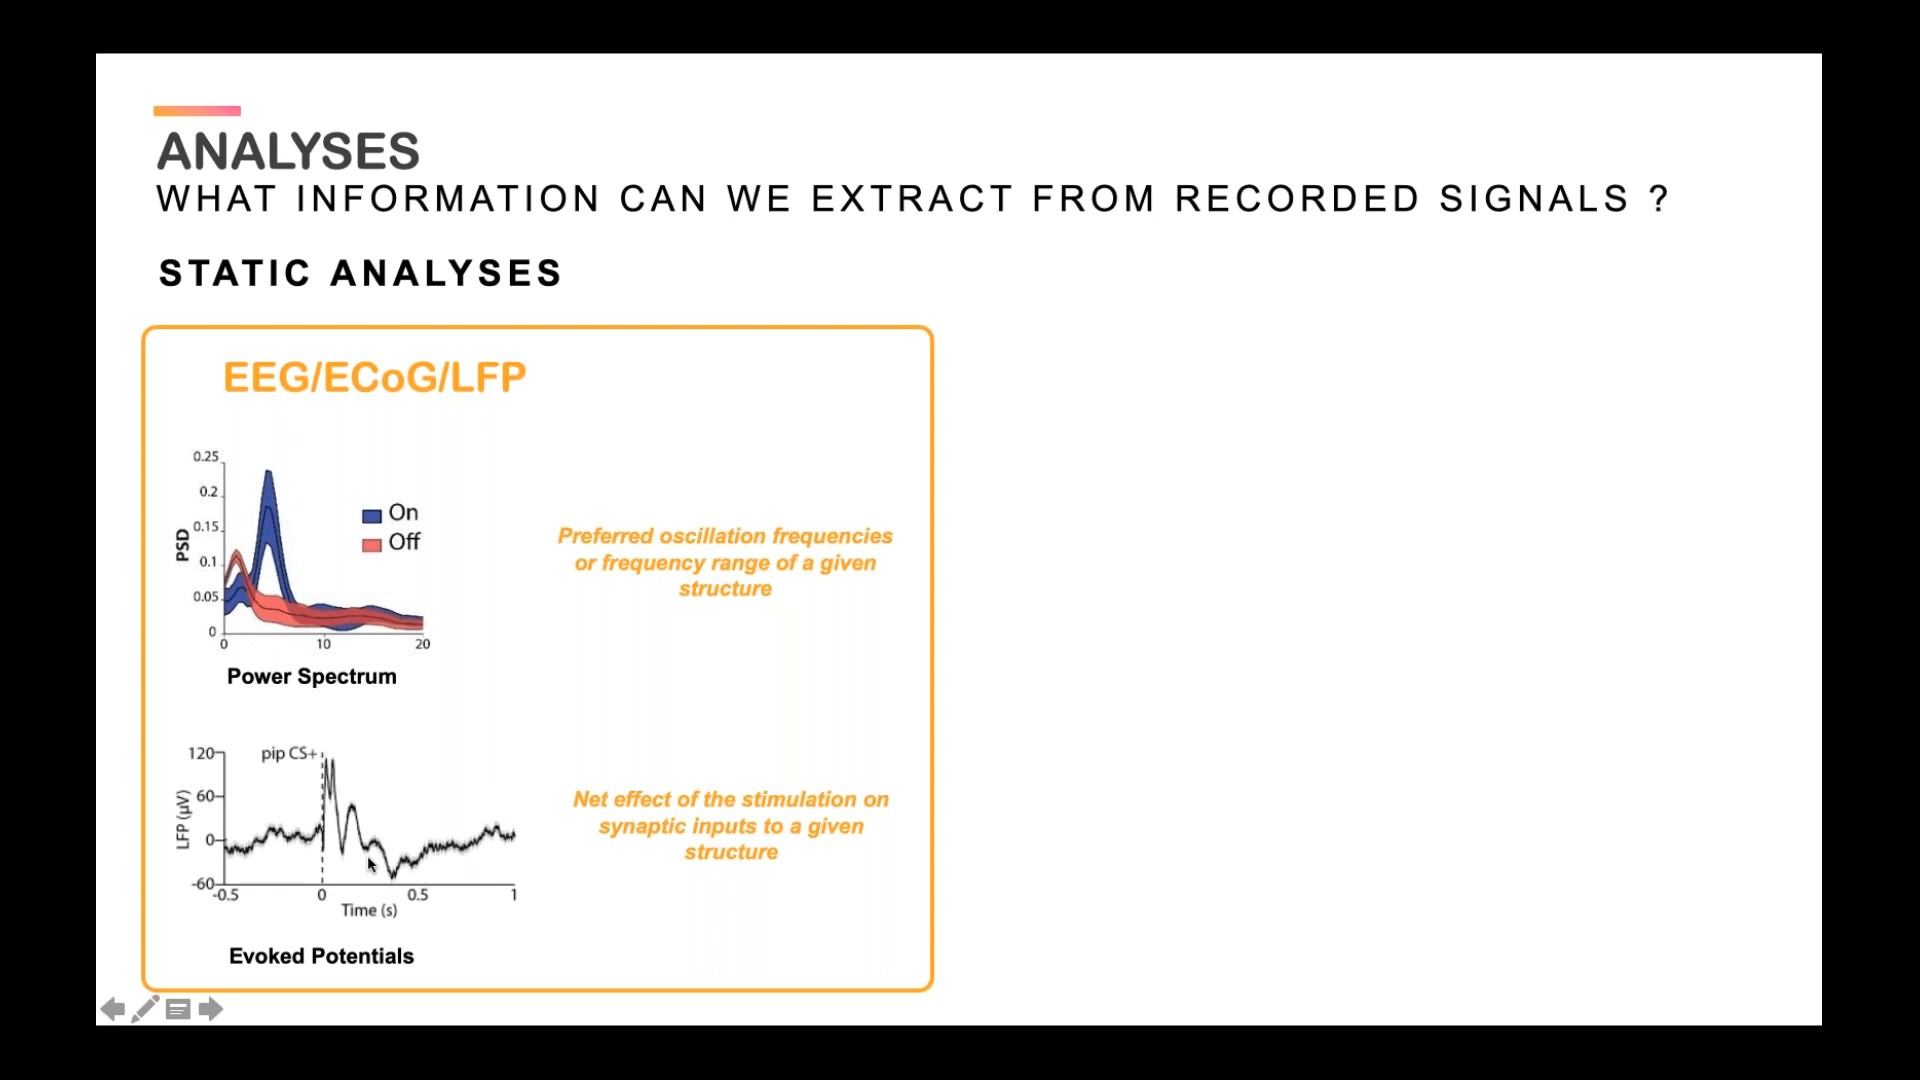 ANALYSES
WHAT INFORMATION CAN WE EXTRACT FROM RECORDED SIGNALS ?
STATIC ANALYSES
EEG/ECoG/LFP
0.25
0.2
0.15
0.1
0.05
0
PSD
On
Off
0 10 20
Power Spectrum
Preferred oscillation frequencies
or frequency range of a given
structure
120
60
0
-60
LFP (µV)
pip CS+
-0.5 0 0.5 1
Time (s)
Evoked Potentials
Net effect of the stimulation on
synaptic inputs to a given
structure